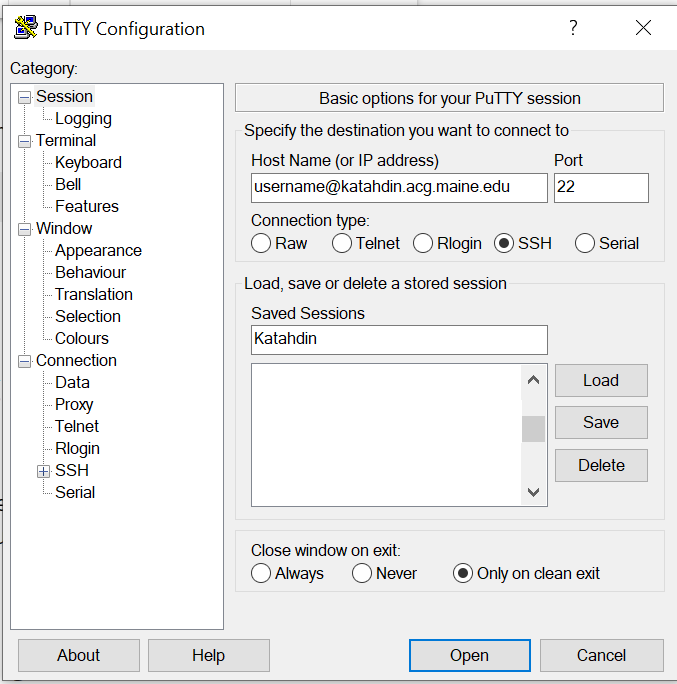 PuTTY Configuration
?
Category:
Session
Logging
Terminal
Keyboard
Bell
Features
Window
Appearance
Behaviour
Translation
Selection
Colours
Connection
Data
Proxy
Telnet
Rlogin
SSH
Serial
Basic options for your PuTTY session
Specify the destination you want to connect to
Host Name (or IP address) Port
username@katahdin.acg.maine.edu 22
Connection type:
Raw Telnet Rlogin SSH Serial
Load, save or delete a stored session
Saved Sessions
Katahdin
Load
Save
Delete
Close window on exit:
Always Never Only on clean exit
About Help Open Cancel